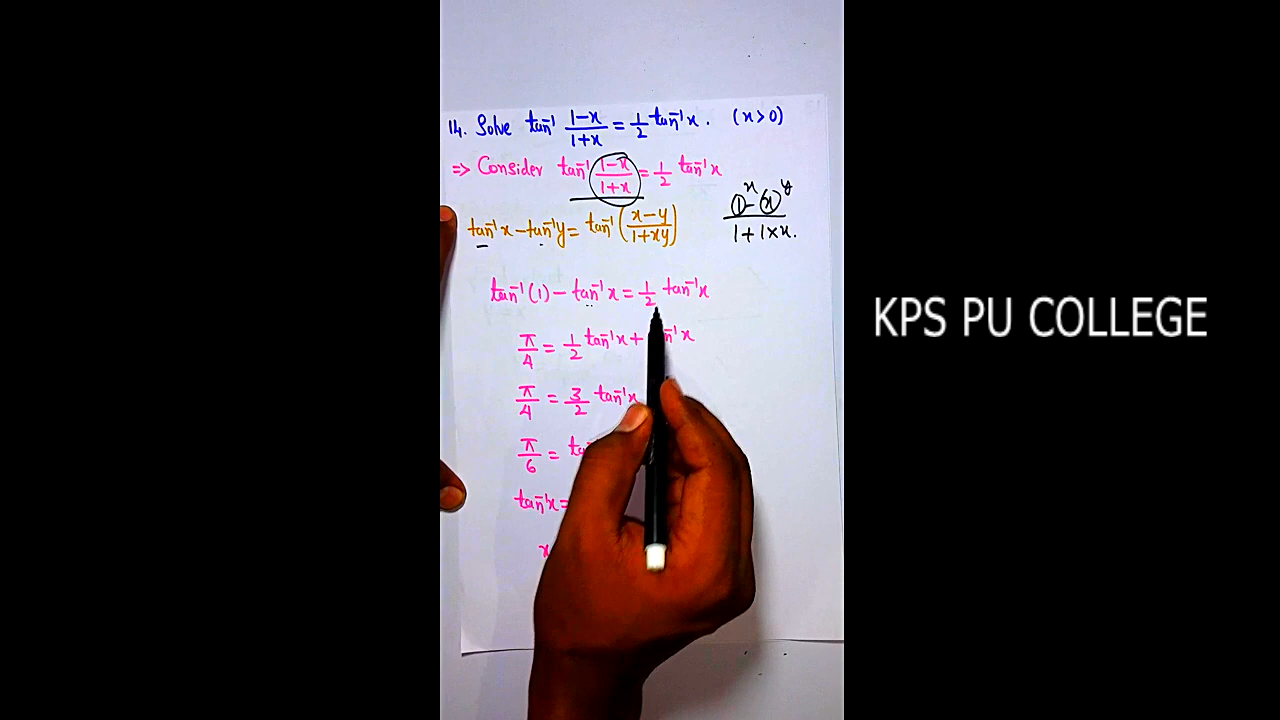 14. Solve tan⁻¹ (1-x)/(1+x) = 1/2 tan⁻¹x. (x>0)
=> Consider tan⁻¹ (1-x)/(1+x) = 1/2 tan⁻¹x
1 - x x y
1+1×x.
tan⁻¹x - tan⁻¹y = tan⁻¹((x-y)/(1+xy))
tan⁻¹(1) - tan⁻¹x = 1/2 tan⁻¹x
π/4 = 1/2 tan⁻¹x + n⁻¹x
π/4 = 3/2 tan⁻¹x
π/6 = ta
tan⁻¹x =
x
KPS PU COLLEGE